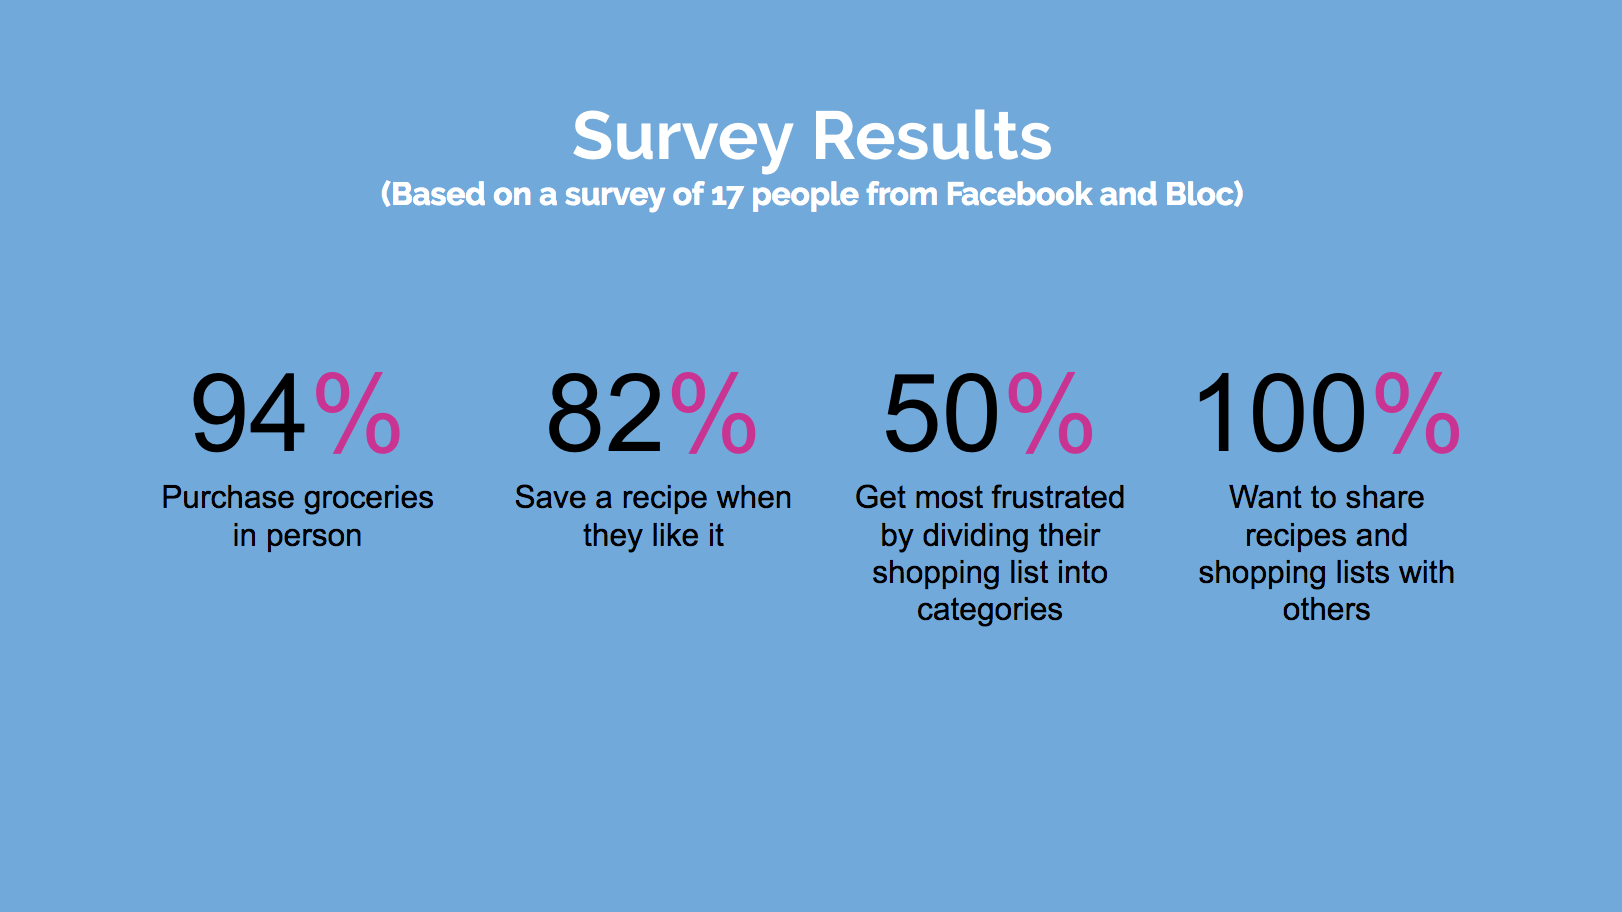 Survey Results
(Based on a survey of 17 people from Facebook and Bloc)
94%
Purchase groceries
in person
82%
Save a recipe when
they like it
50%
Get most frustrated
by dividing their
shopping list into
categories
100%
Want to share
recipes and
shopping lists with
others